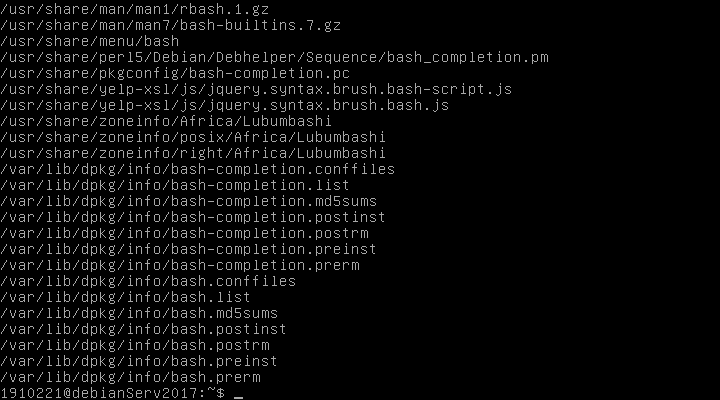 /usr/share/man/man1/rbash.1.gz
/usr/share/man/man7/bash-builtins.7.gz
/usr/share/menu/bash
/usr/share/perl5/Debian/Debhelper/Sequence/bash_completion.pm
/usr/share/pkgconfig/bash-completion.pc
/usr/share/yelp-xsl/js/jquery.syntax.brush.bash-script.js
/usr/share/yelp-xsl/js/jquery.syntax.brush.bash.js
/usr/share/zoneinfo/Africa/Lubumbashi
/usr/share/zoneinfo/posix/Africa/Lubumbashi
/usr/share/zoneinfo/right/Africa/Lubumbashi
/var/lib/dpkg/info/bash-completion.conffiles
/var/lib/dpkg/info/bash-completion.list
/var/lib/dpkg/info/bash-completion.md5sums
/var/lib/dpkg/info/bash-completion.postinst
/var/lib/dpkg/info/bash-completion.postrm
/var/lib/dpkg/info/bash-completion.preinst
/var/lib/dpkg/info/bash-completion.prerm
/var/lib/dpkg/info/bash.conffiles
/var/lib/dpkg/info/bash.list
/var/lib/dpkg/info/bash.md5sums
/var/lib/dpkg/info/bash.postinst
/var/lib/dpkg/info/bash.postrm
/var/lib/dpkg/info/bash.preinst
/var/lib/dpkg/info/bash.prerm
1910221@debianServ2017:~$ _